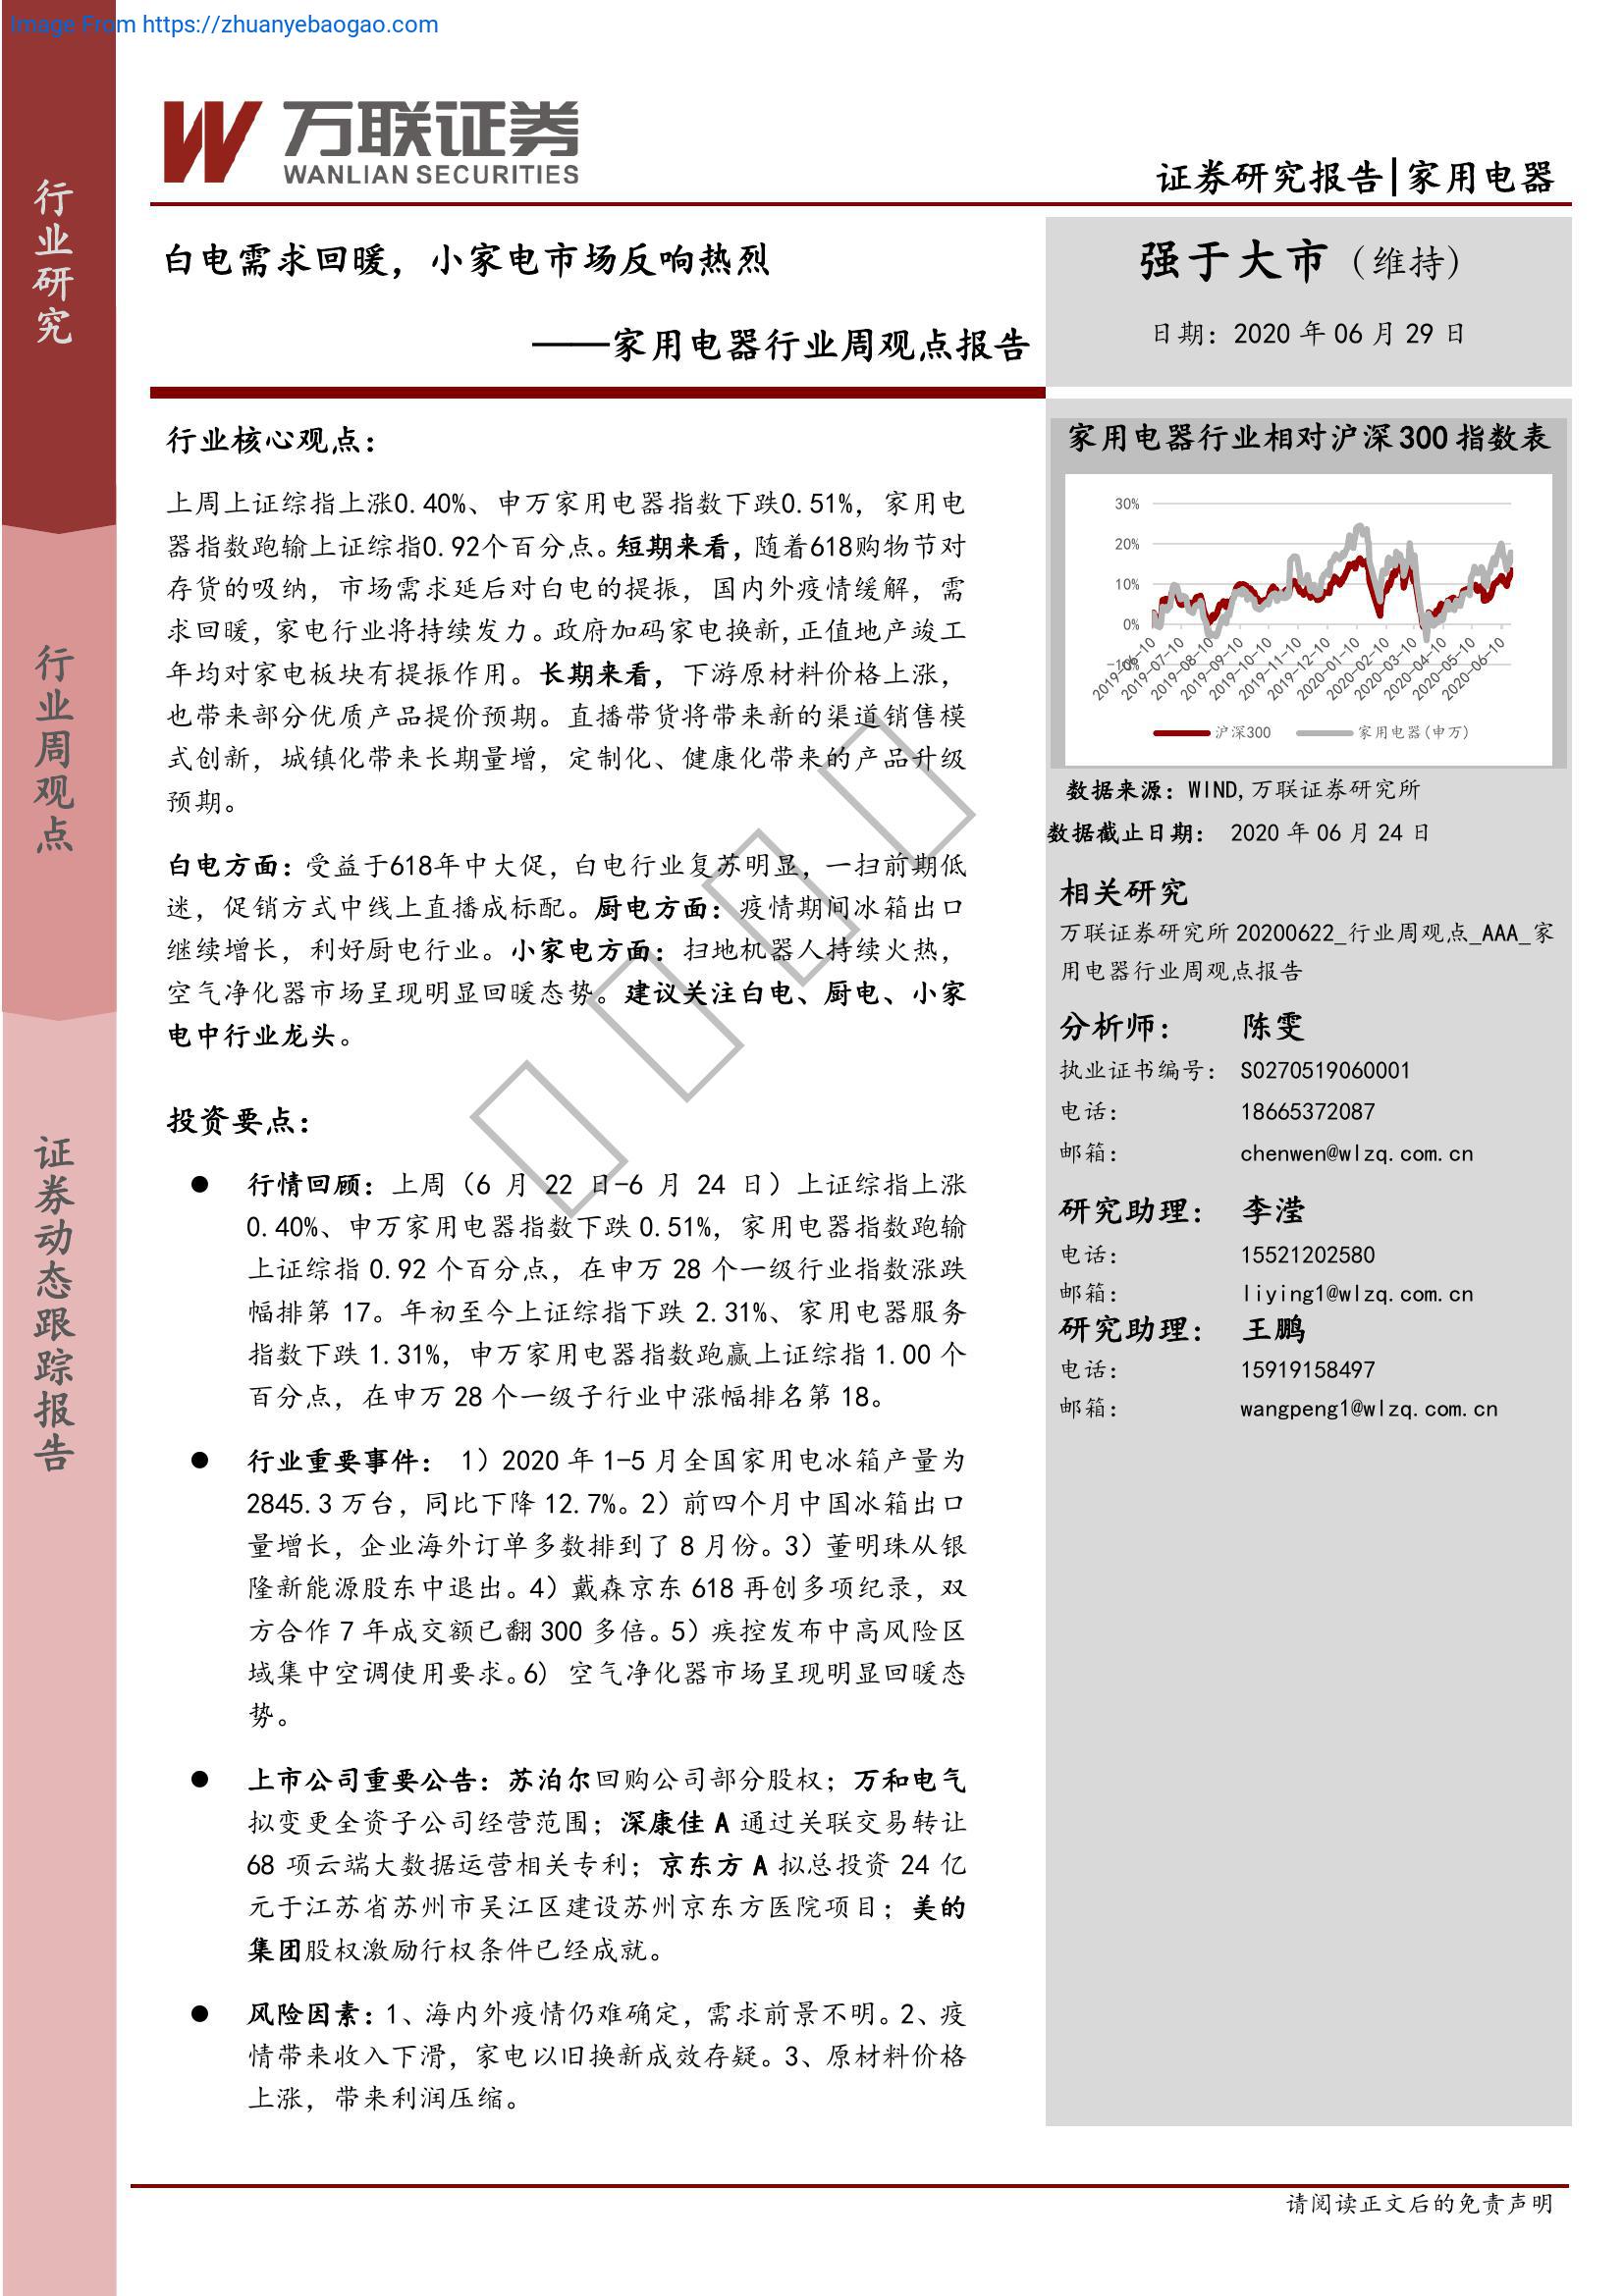 Image From https://zhuanyebaogao.com
万联证券
WANLIAN SECURITIES
证券研究报告|家用电器
行业研究
行业周观点
证券动态跟踪报告
白电需求回暖，小家电市场反响热烈
——家用电器行业周观点报告
强于大市（维持）
日期：2020 年 06 月 29 日
行业核心观点：
上周上证综指上涨0.40%、申万家用电器指数下跌0.51%，家用电
器指数跑输上证综指0.92个百分点。短期来看，随着618购物节对
存货的吸纳，市场需求延后对白电的提振，国内外疫情缓解，需
求回暖，家电行业将持续发力。政府加码家电换新，正值地产竣工
年均对家电板块有提振作用。长期来看，下游原材料价格上涨，
也带来部分优质产品提价预期。直播带货将带来新的渠道销售模
式创新，城镇化带来长期量增，定制化、健康化带来的产品升级
预期。
白电方面：受益于618年中大促，白电行业复苏明显，一扫前期低
迷，促销方式中线上直播成标配。厨电方面：疫情期间冰箱出口
继续增长，利好厨电行业。小家电方面：扫地机器人持续火热，
空气净化器市场呈现明显回暖态势。建议关注白电、厨电、小家
电中行业龙头。
投资要点：
● 行情回顾：上周（6 月 22 日-6 月 24 日）上证综指上涨
0.40%、申万家用电器指数下跌 0.51%，家用电器指数跑输
上证综指 0.92 个百分点，在申万 28 个一级行业指数涨跌
幅排第 17。年初至今上证综指下跌 2.31%、家用电器服务
指数下跌 1.31%，申万家用电器指数跑赢上证综指 1.00 个
百分点，在申万 28 个一级子行业中涨幅排名第 18。
● 行业重要事件： 1）2020 年 1-5 月全国家用电冰箱产量为
2845.3 万台，同比下降 12.7%。2）前四个月中国冰箱出口
量增长，企业海外订单多数排到了 8 月份。3）董明珠从银
隆新能源股东中退出。4）戴森京东 618 再创多项纪录，双
方合作 7 年成交额已翻 300 多倍。5）疾控发布中高风险区
域集中空调使用要求。6） 空气净化器市场呈现明显回暖态
势。
● 上市公司重要公告：苏泊尔回购公司部分股权；万和电气
拟变更全资子公司经营范围；深康佳 A 通过关联交易转让
68 项云端大数据运营相关专利；京东方 A 拟总投资 24 亿
元于江苏省苏州市吴江区建设苏州京东方医院项目；美的
集团股权激励行权条件已经成就。
● 风险因素：1、海内外疫情仍难确定，需求前景不明。2、疫
情带来收入下滑，家电以旧换新成效存疑。3、原材料价格
上涨，带来利润压缩。
家用电器行业相对沪深 300 指数表
30%
20%
10%
0%
-10%
2019-06-10
2019-07-10
2019-08-10
2019-09-10
2019-10-10
2019-11-10
2019-12-10
2020-01-10
2020-02-10
2020-03-10
2020-04-10
2020-05-10
2020-06-10
沪深300 家用电器(申万)
数据来源：WIND,万联证券研究所
数据截止日期： 2020 年 06 月 24 日
相关研究
万联证券研究所 20200622_行业周观点_AAA_家
用电器行业周观点报告
分析师： 陈雯
执业证书编号： S0270519060001
电话： 18665372087
邮箱： chenwen@wlzq.com.cn
研究助理： 李滢
电话： 15521202580
邮箱： liying1@wlzq.com.cn
研究助理： 王鹏
电话： 15919158497
邮箱： wangpeng1@wlzq.com.cn
请阅读正文后的免责声明